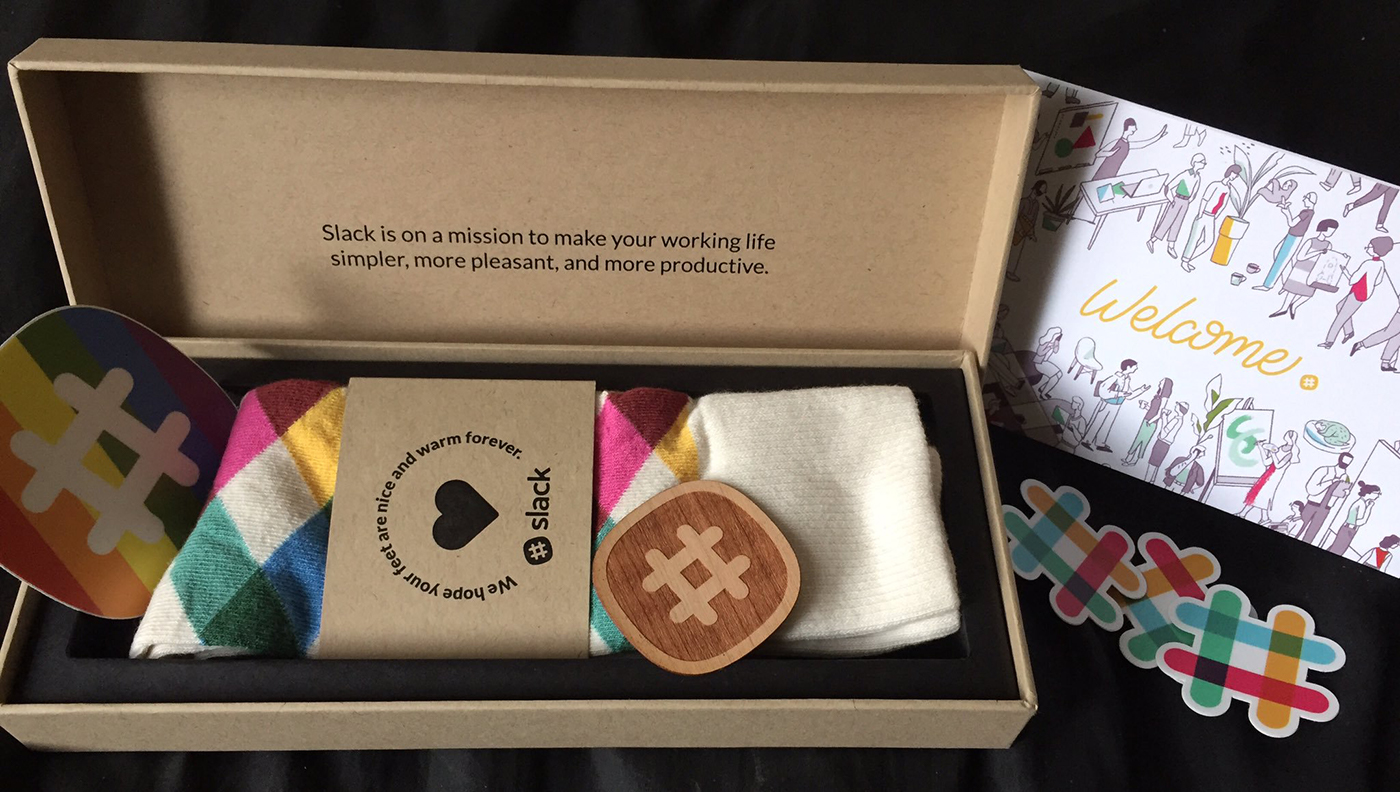 Slack is on a mission to make your working life
simpler, more pleasant, and more productive.
We hope your feet are nice and warm forever.
slack
Welcome.